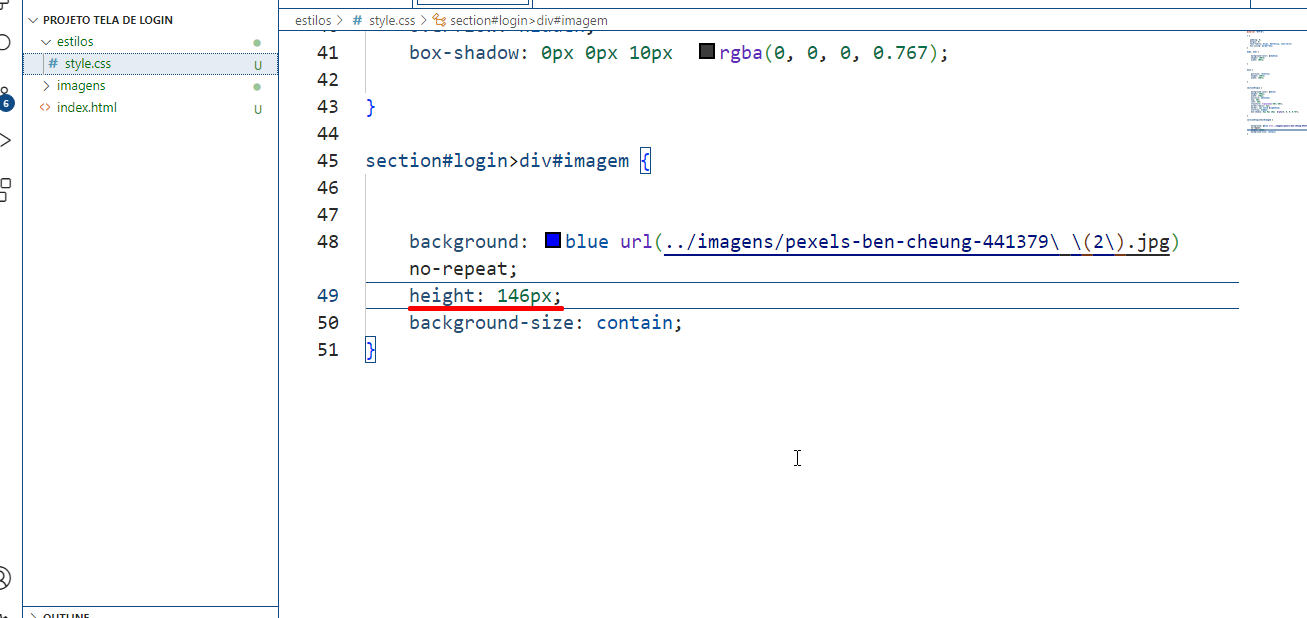 PROJETO TELA DE LOGIN
estilos
# style.css U
imagens
<> index.html U
6
OUTLINE
estilos > # style.css > section#login>div#imagem
41 box-shadow: 0px 0px 10px rgba(0, 0, 0, 0.767);
42
43 }
44
45 section#login>div#imagem {
46
47
48 background: blue url(../imagens/pexels-ben-cheung-441379\ \(2\).jpg)
no-repeat;
49 height: 146px;
50 background-size: contain;
51 }